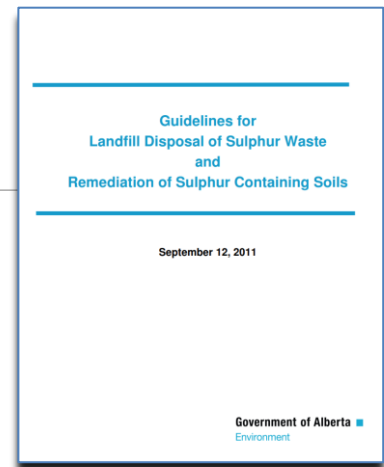 Guidelines for
Landfill Disposal of Sulphur Waste
and
Remediation of Sulphur Containing Soils
September 12, 2011
Government of Alberta
Environment